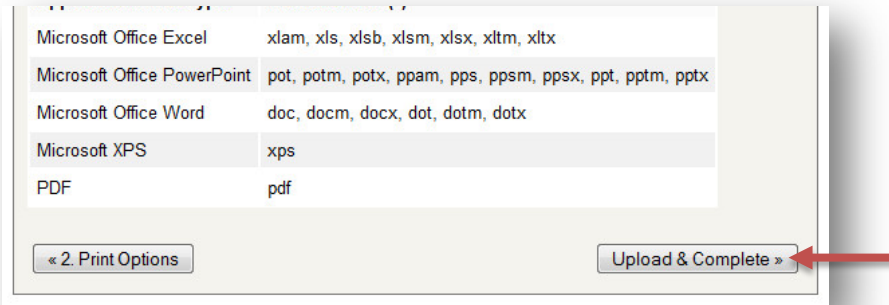 Microsoft Office Excel xlam, xls, xlsb, xlsm, xlsx, xltm, xltx
Microsoft Office PowerPoint pot, potm, potx, ppam, pps, ppsm, ppsx, ppt, pptm, pptx
Microsoft Office Word doc, docm, docx, dot, dotm, dotx
Microsoft XPS xps
PDF pdf
« 2. Print Options Upload & Complete »